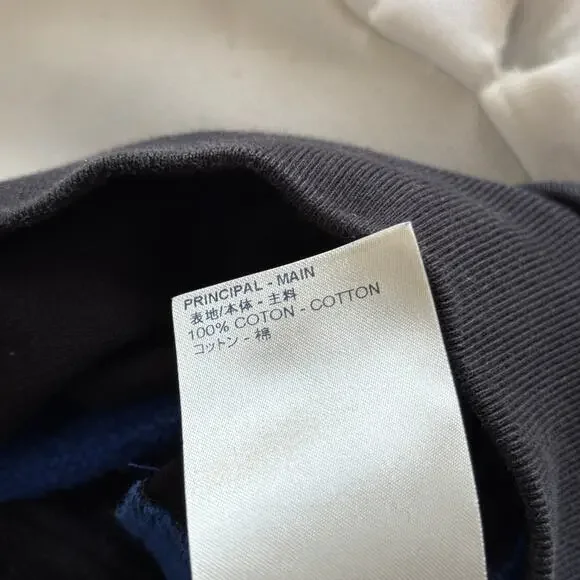 PRINCIPAL - MAIN
表地/本体 - 主料
100% COTON - COTTON
コットン - 棉